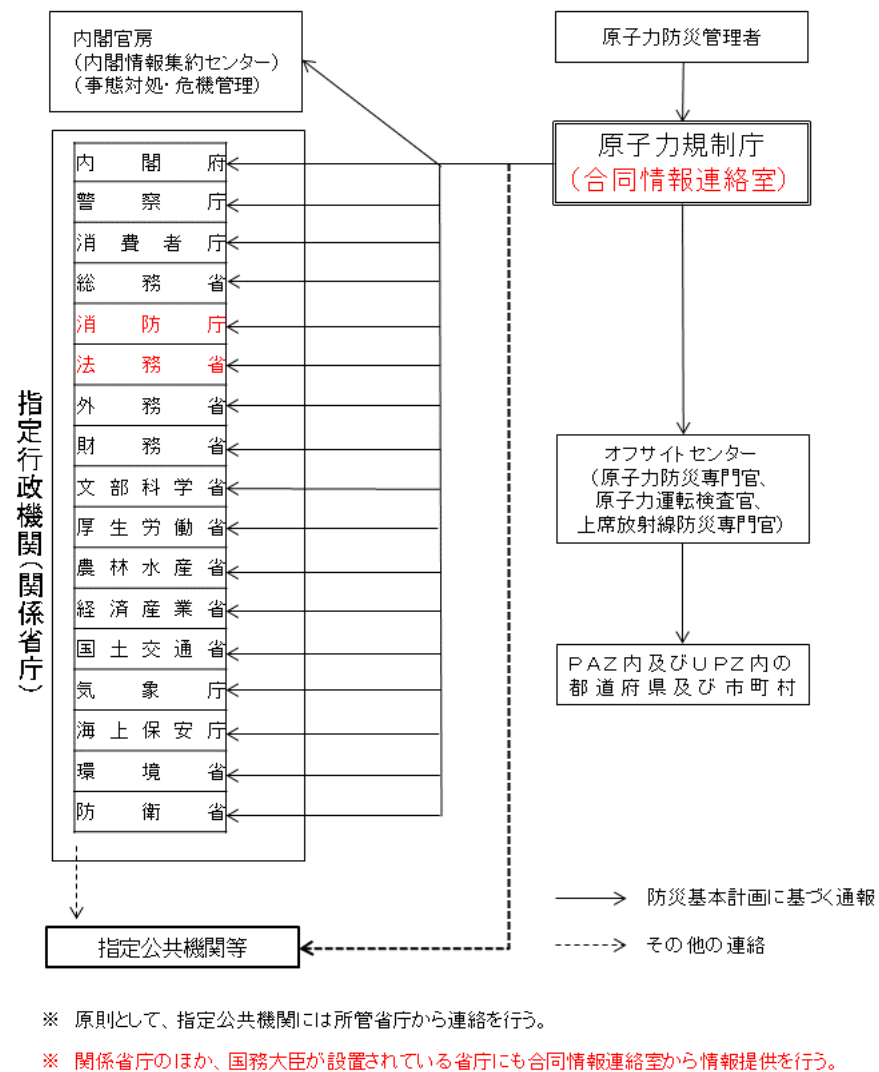 内閣官房
(内閣情報集約センター)
(事態対処・危機管理)
原子力防災管理者
原子力規制庁
(合同情報連絡室)
指定行政機関(関係省庁)
内閣府
警察庁
消費者庁
総務省
消防庁
法務省
外務省
財務省
文部科学省
厚生労働省
農林水産省
経済産業省
国土交通省
気象庁
海上保安庁
環境省
防衛省
オフサイトセンター
(原子力防災専門官、
原子力運転検査官、
上席放射線防災専門官)
PAZ内及びUPZ内の
都道府県及び市町村
指定公共機関等
防災基本計画に基づく通報
その他の連絡
※ 原則として、指定公共機関には所管省庁から連絡を行う。
※ 関係省庁のほか、国務大臣が設置されている省庁にも合同情報連絡室から情報提供を行う。